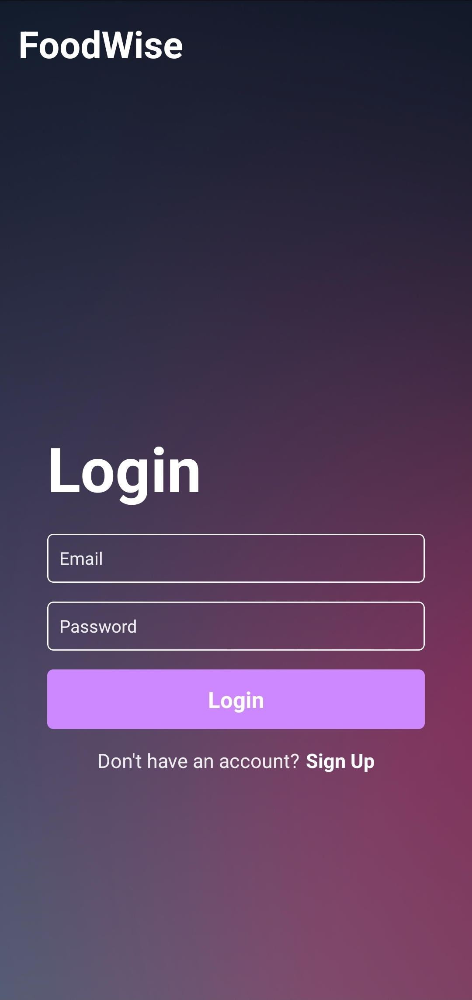 FoodWise
Login
Email
Password
Login
Don't have an account? Sign Up